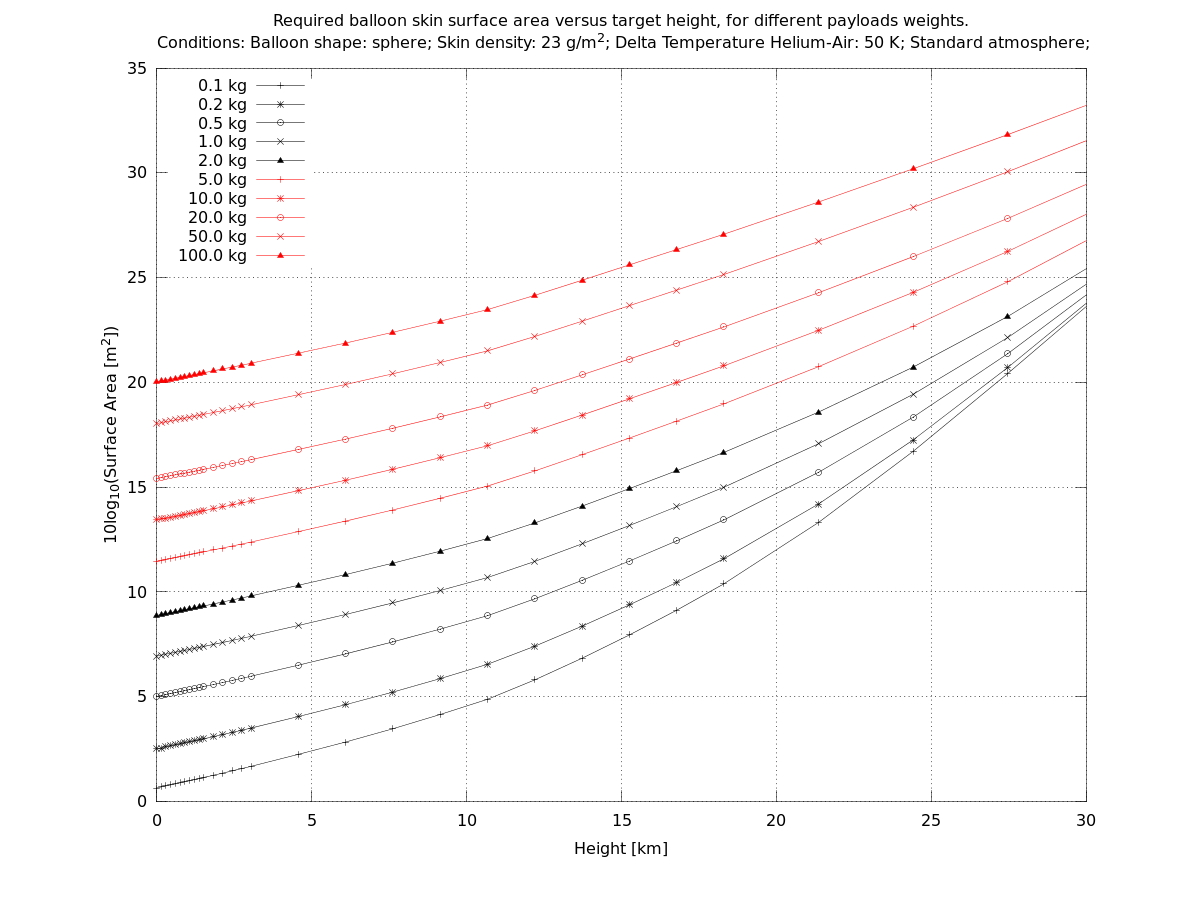 Required balloon skin surface area versus target height, for different payloads weights.
Conditions: Balloon shape: sphere; Skin density: 23 g/m²; Delta Temperature Helium-Air: 50 K; Standard atmosphere;
35
30
25
20
15
10
5
0
10log₁₀(Surface Area [m²])
0.1 kg
0.2 kg
0.5 kg
1.0 kg
2.0 kg
5.0 kg
10.0 kg
20.0 kg
50.0 kg
100.0 kg
0 5 10 15 20 25 30
Height [km]